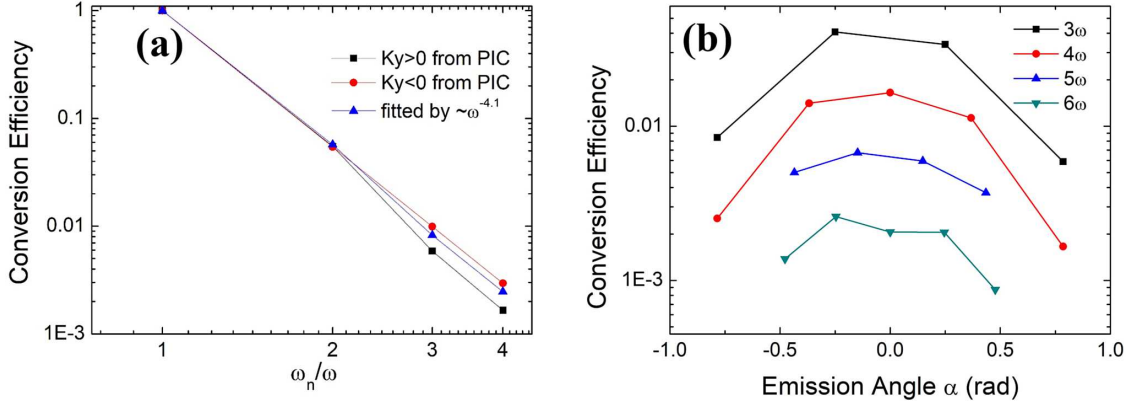 (a)
Ky>0 from PIC
Ky<0 from PIC
fitted by ~ω^-4.1
1
0.1
0.01
1E-3
Conversion Efficiency
1 2 3 4
ω_n/ω
(b)
3ω
4ω
5ω
6ω
0.01
1E-3
Conversion Efficiency
-1.0 -0.5 0.0 0.5 1.0
Emission Angle α (rad)